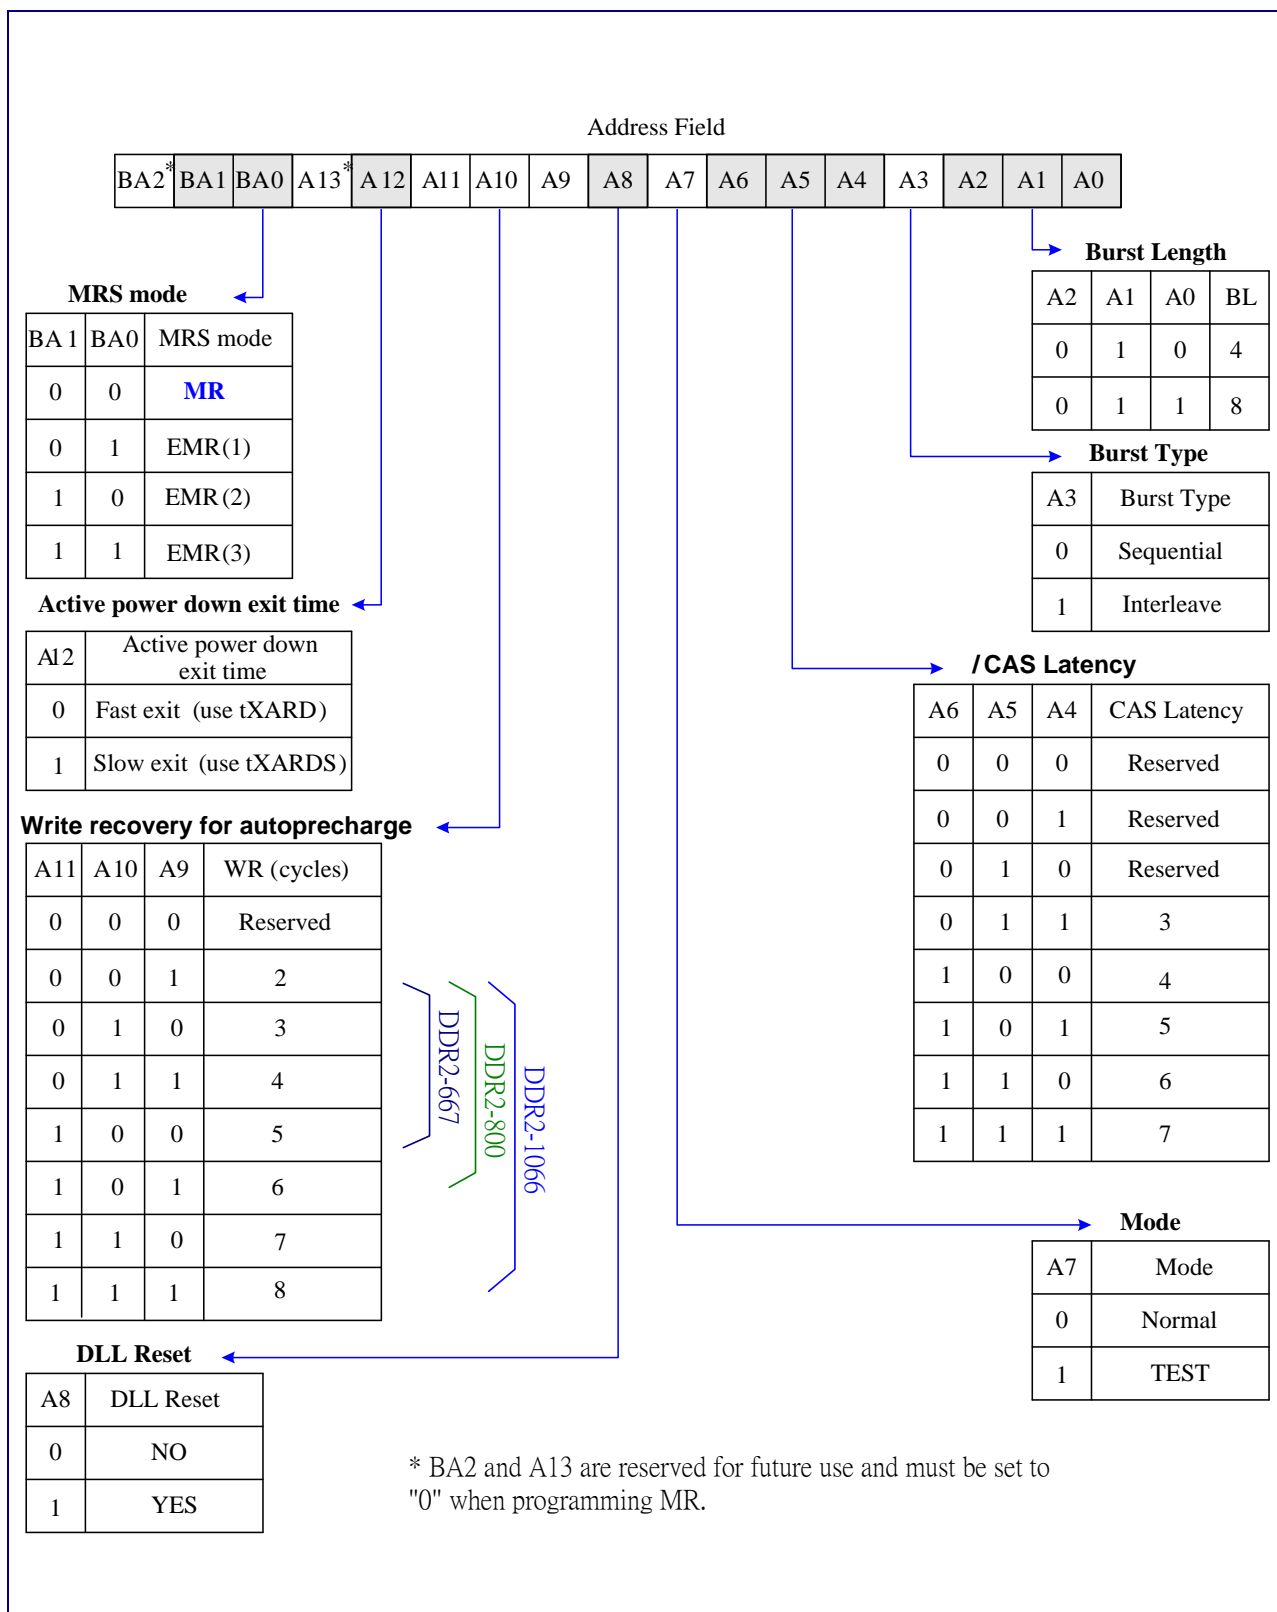 Address Field
BA2* BA1 BA0 A13* A12 A11 A10 A9 A8 A7 A6 A5 A4 A3 A2 A1 A0
MRS mode
BA1 BA0 MRS mode
0 0 MR
0 1 EMR(1)
1 0 EMR(2)
1 1 EMR(3)
Active power down exit time
A12 Active power down
exit time
0 Fast exit (use tXARD)
1 Slow exit (use tXARDS)
Write recovery for autoprecharge
A11 A10 A9 WR (cycles)
0 0 0 Reserved
0 0 1 2
0 1 0 3
0 1 1 4
1 0 0 5
1 0 1 6
1 1 0 7
1 1 1 8
DDR2-667
DDR2-800
DDR2-1066
DLL Reset
A8 DLL Reset
0 NO
1 YES
Burst Length
A2 A1 A0 BL
0 1 0 4
0 1 1 8
Burst Type
A3 Burst Type
0 Sequential
1 Interleave
/CAS Latency
A6 A5 A4 CAS Latency
0 0 0 Reserved
0 0 1 Reserved
0 1 0 Reserved
0 1 1 3
1 0 0 4
1 0 1 5
1 1 0 6
1 1 1 7
Mode
A7 Mode
0 Normal
1 TEST
* BA2 and A13 are reserved for future use and must be set to
"0" when programming MR.